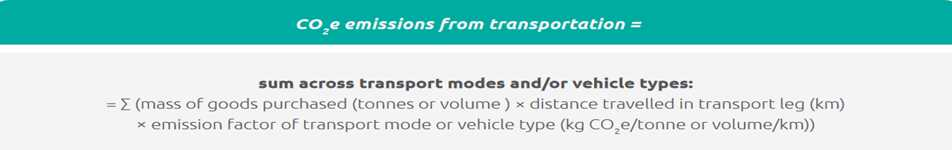 CO₂e emissions from transportation =
sum across transport modes and/or vehicle types:
= ∑ (mass of goods purchased (tonnes or volume ) × distance travelled in transport leg (km)
× emission factor of transport mode or vehicle type (kg CO₂e/tonne or volume/km))